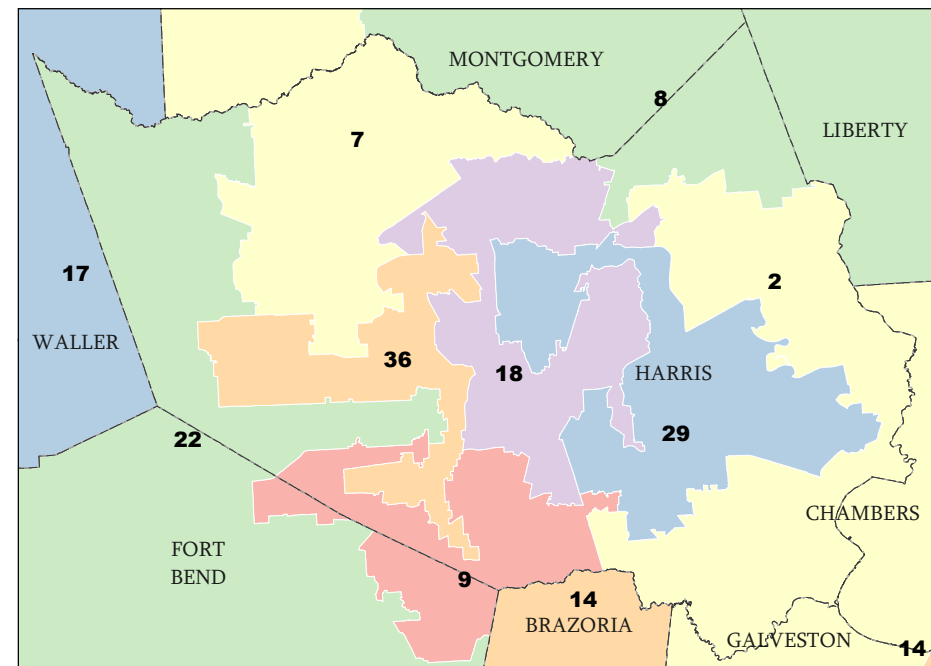 MONTGOMERY
8
LIBERTY
7
17
2
WALLER
36
18
HARRIS
22
29
CHAMBERS
FORT
BEND
9
14
BRAZORIA
GALVESTON
14